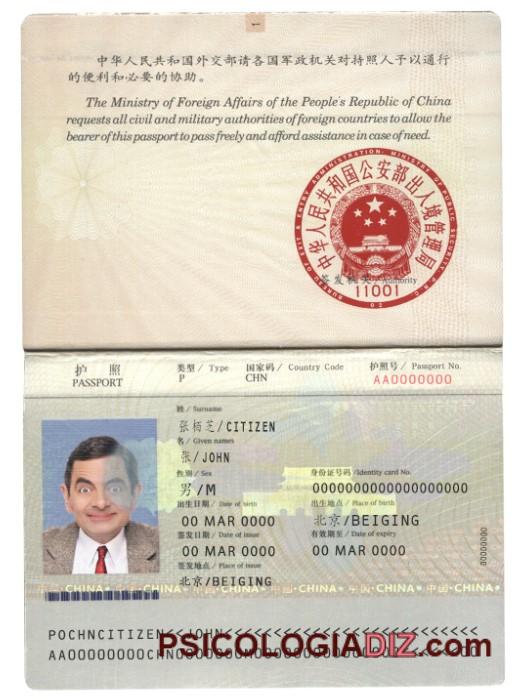 1
中华人民共和国外交部请各国军政机关对持照人予以通行
的便利和必要的协助。
The Ministry of Foreign Affairs of the People's Republic of China
requests all civil and military authorities of foreign countries to allow the
bearer of this passport to pass freely and afford assistance in case of need.
BUREAU OF EXIT & ENTRY ADMINISTRATION, MINISTRY OF PUBLIC SECURITY
中华人民共和国公安部出入境管理局
签发机关 / Authority
11001
02
护 照 类型 / Type 国家码 / Country Code 护照号 / Passport No.
PASSPORT P CHN AA0000000
姓 / Surname
张栢芝/CITIZEN
名 / Given names
张/JOHN
性别 / Sex 身份证号码 /Identity card No.
男/M 000000000000000000
出生日期 / Date of birth 出生地点 / Place of birth
00 MAR 0000 北京/BEIGING
签发日期 / Date of issue 有效期至 / Date of expiry
00 MAR 0000 00 MAR 0000
签发地点 / Place of issue
北京/BEIGING
00000000
中国·CHINA·中国·CHINA·中国·CHINA·中国·CHINA·中国·CHINA
POCHNCITIZEN<<JOHN
PSICOLOGIADIZ.com